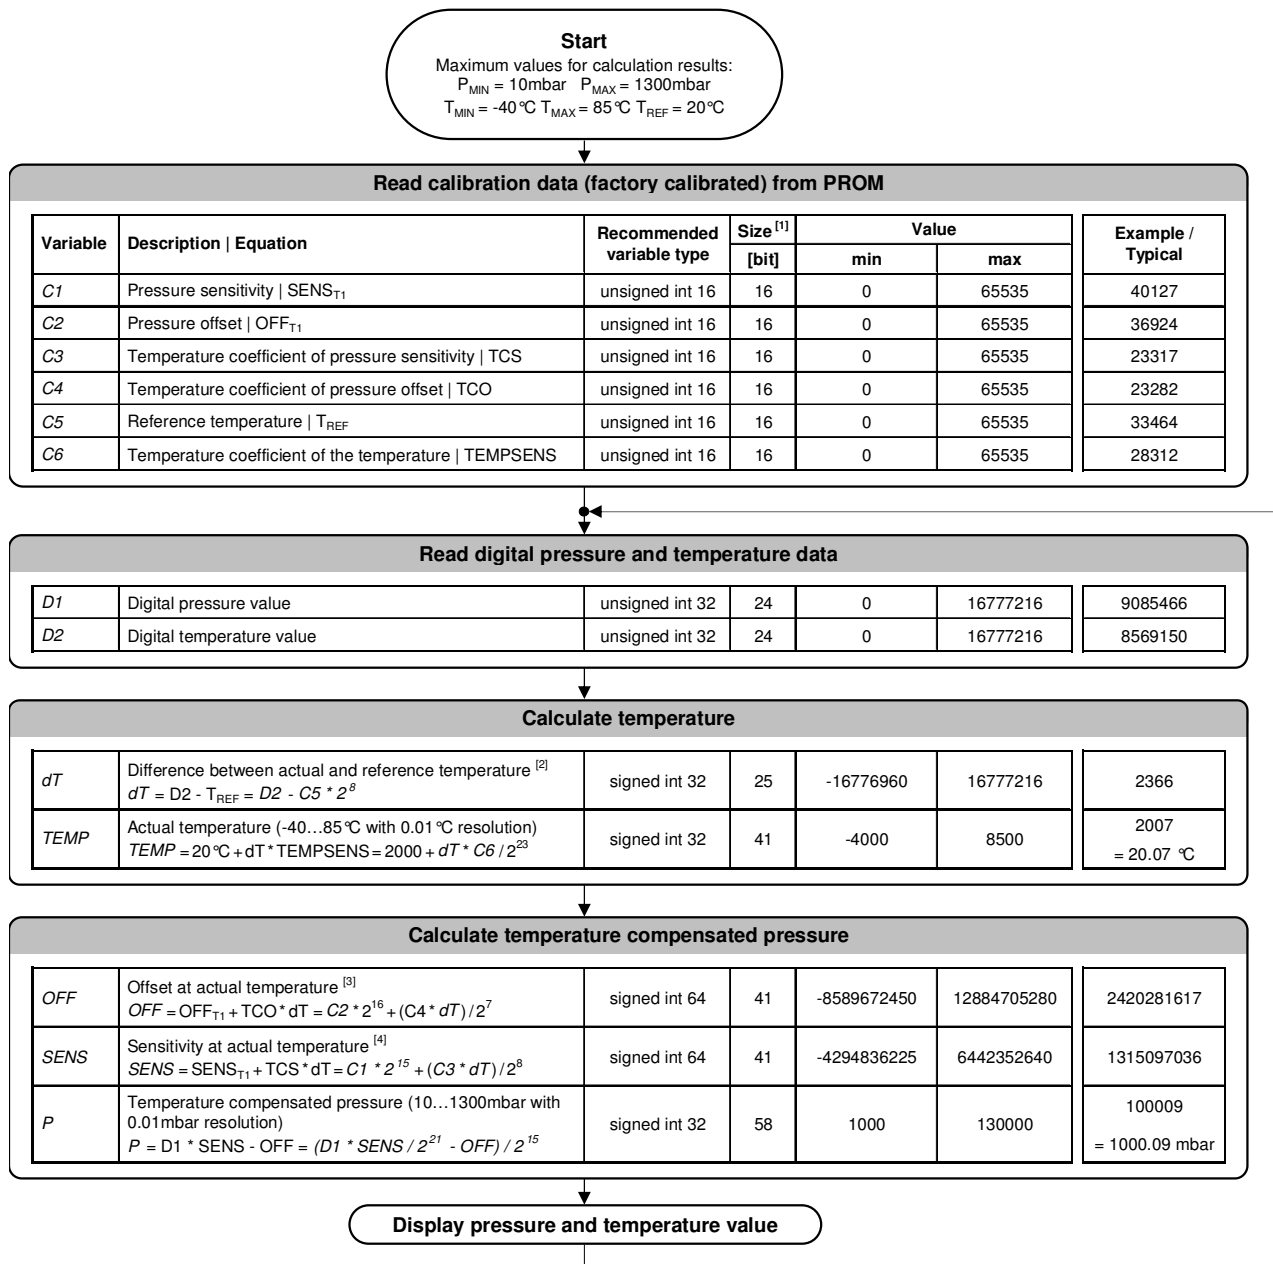 Start
Maximum values for calculation results:
P_MIN = 10mbar P_MAX = 1300mbar
T_MIN = -40°C T_MAX = 85°C T_REF = 20°C
Read calibration data (factory calibrated) from PROM
Variable Description | Equation Recommended variable type Size [1] [bit] Value min max Example / Typical
C1 Pressure sensitivity | SENS_T1 unsigned int 16 16 0 65535 40127
C2 Pressure offset | OFF_T1 unsigned int 16 16 0 65535 36924
C3 Temperature coefficient of pressure sensitivity | TCS unsigned int 16 16 0 65535 23317
C4 Temperature coefficient of pressure offset | TCO unsigned int 16 16 0 65535 23282
C5 Reference temperature | T_REF unsigned int 16 16 0 65535 33464
C6 Temperature coefficient of the temperature | TEMPSENS unsigned int 16 16 0 65535 28312
Read digital pressure and temperature data
D1 Digital pressure value unsigned int 32 24 0 16777216 9085466
D2 Digital temperature value unsigned int 32 24 0 16777216 8569150
Calculate temperature
dT Difference between actual and reference temperature [2]
dT = D2 - T_REF = D2 - C5 * 2^8 signed int 32 25 -16776960 16777216 2366
TEMP Actual temperature (-40…85°C with 0.01°C resolution)
TEMP = 20°C + dT * TEMPSENS = 2000 + dT * C6 / 2^23 signed int 32 41 -4000 8500 2007
= 20.07 °C
Calculate temperature compensated pressure
OFF Offset at actual temperature [3]
OFF = OFF_T1 + TCO * dT = C2 * 2^16 + (C4 * dT) / 2^7 signed int 64 41 -8589672450 12884705280 2420281617
SENS Sensitivity at actual temperature [4]
SENS = SENS_T1 + TCS * dT = C1 * 2^15 + (C3 * dT) / 2^8 signed int 64 41 -4294836225 6442352640 1315097036
P Temperature compensated pressure (10…1300mbar with
0.01mbar resolution)
P = D1 * SENS - OFF = (D1 * SENS / 2^21 - OFF) / 2^15 signed int 32 58 1000 130000 100009
= 1000.09 mbar
Display pressure and temperature value